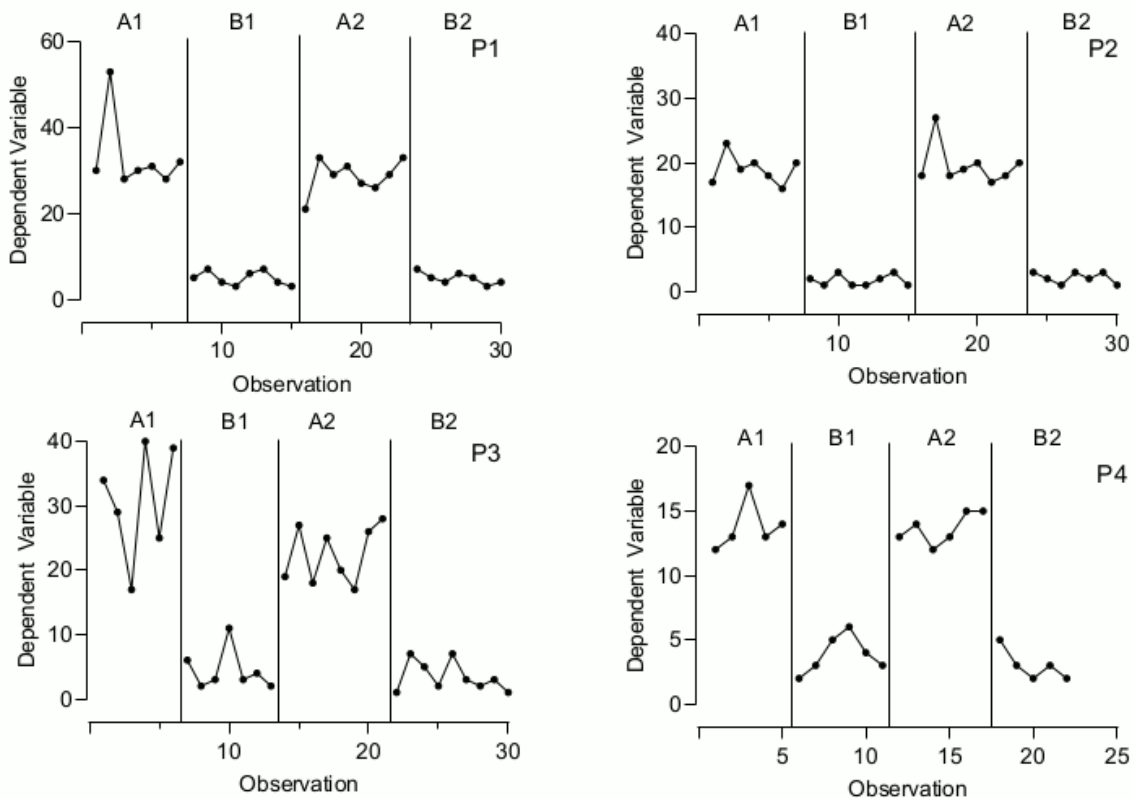 A1 B1 A2 B2
P1
60
40
20
0
Dependent Variable
10 20 30
Observation
A1 B1 A2 B2
P2
40
30
20
10
0
Dependent Variable
10 20 30
Observation
A1 B1 A2 B2
P3
40
30
20
10
0
Dependent Variable
10 20 30
Observation
A1 B1 A2 B2
P4
20
15
10
5
0
Dependent Variable
5 10 15 20 25
Observation